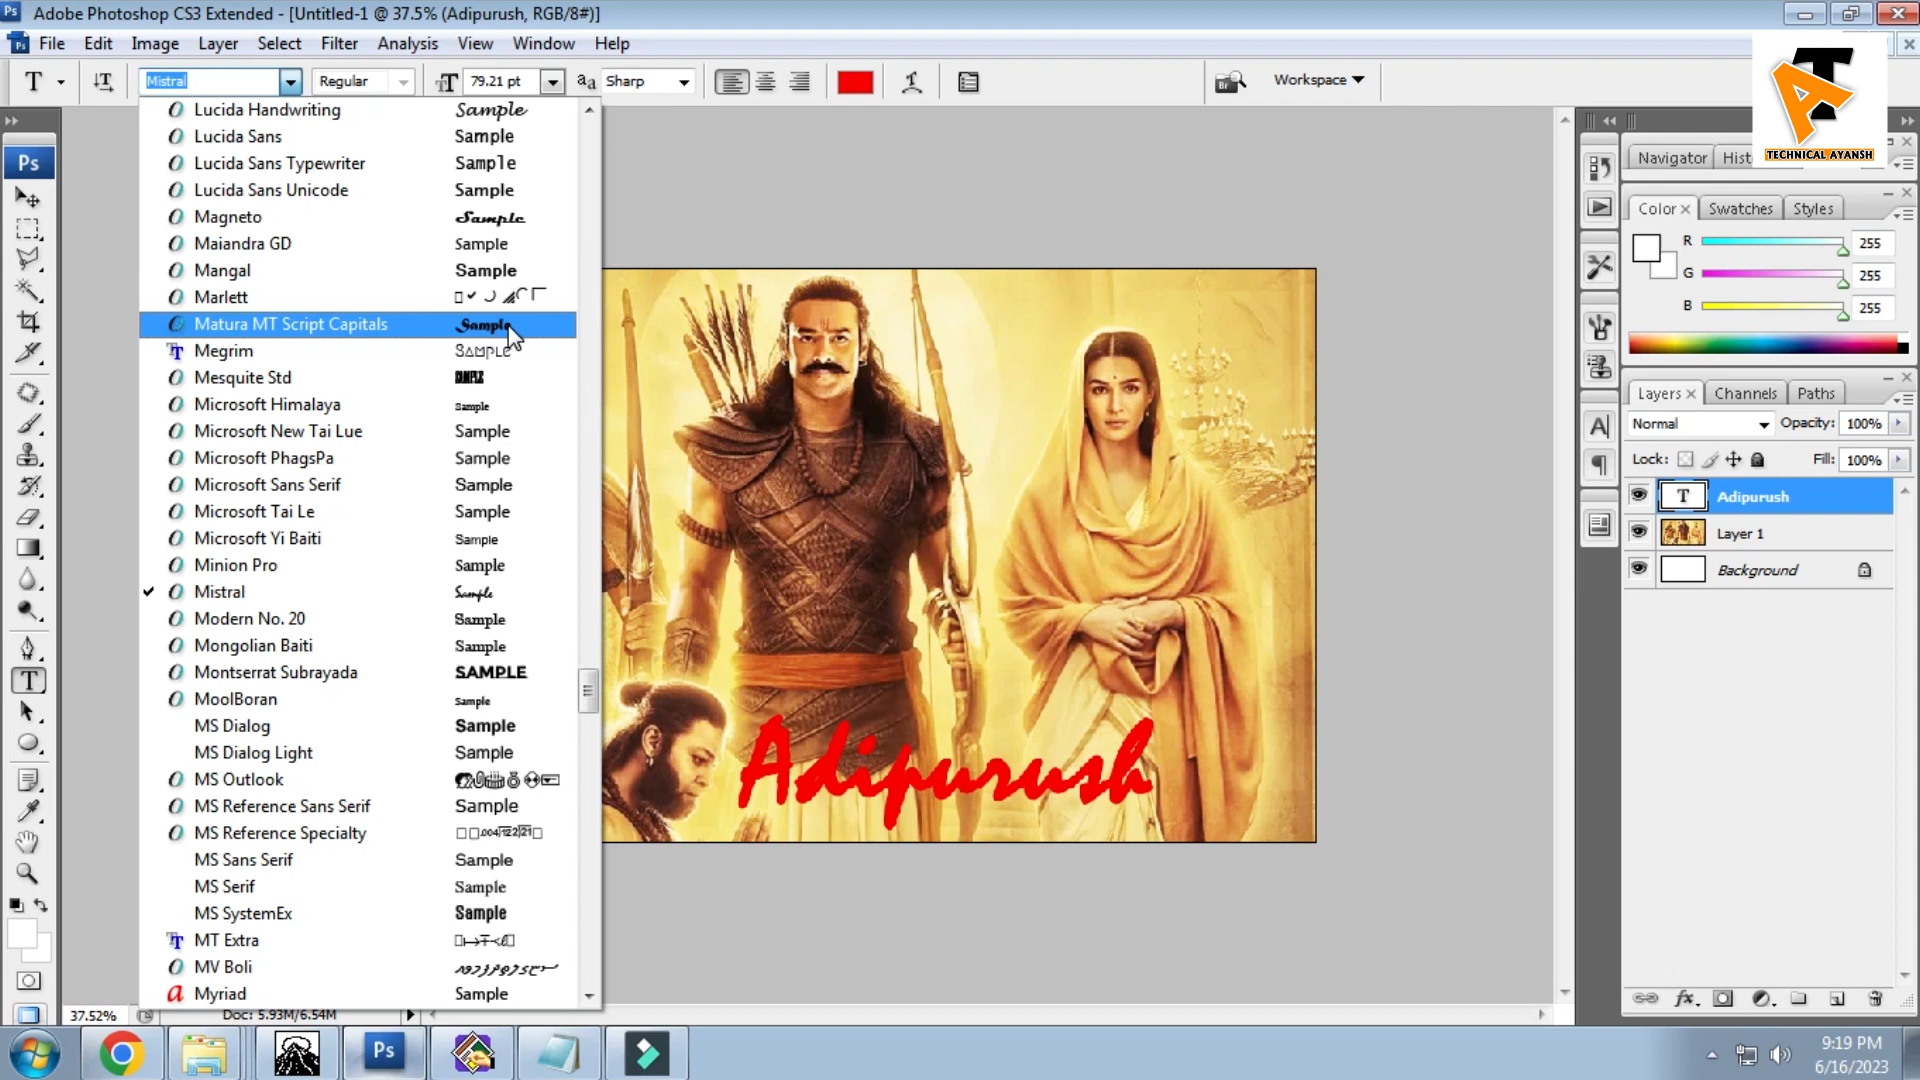 Adobe Photoshop CS3 Extended - [Untitled-1 @ 37.5% (Adipurush, RGB/8#)]
File Edit Image Layer Select Filter Analysis View Window Help
Mistral Regular 79.21 pt Sharp Workspace
TECHNICAL AYANSH
Lucida Handwriting Sample
Lucida Sans Sample
Lucida Sans Typewriter Sample
Lucida Sans Unicode Sample
Magneto Sample
Maiandra GD Sample
Mangal Sample
Marlett
Matura MT Script Capitals Sample
Megrim Sample
Mesquite Std SAMPLE
Microsoft Himalaya Sample
Microsoft New Tai Lue Sample
Microsoft PhagsPa Sample
Microsoft Sans Serif Sample
Microsoft Tai Le Sample
Microsoft Yi Baiti Sample
Minion Pro Sample
Mistral Sample
Modern No. 20 Sample
Mongolian Baiti Sample
Montserrat Subrayada SAMPLE
MoolBoran Sample
MS Dialog Sample
MS Dialog Light Sample
MS Outlook
MS Reference Sans Serif Sample
MS Reference Specialty
MS Sans Serif Sample
MS Serif Sample
MS SystemEx Sample
MT Extra
MV Boli
Myriad Sample
Adipurush
Navigator Hist
Color Swatches Styles
R 255
G 255
B 255
Layers Channels Paths
Normal Opacity: 100%
Lock: Fill: 100%
Adipurush
Layer 1
Background
37.52% Doc: 5.93M/6.54M
9:19 PM
6/16/2023